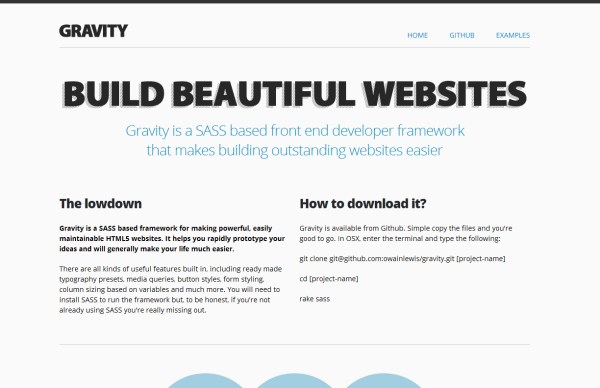 GRAVITY
HOME GITHUB EXAMPLES
BUILD BEAUTIFUL WEBSITES
Gravity is a SASS based front end developer framework
that makes building outstanding websites easier
The lowdown
Gravity is a SASS based framework for making powerful, easily
maintainable HTML5 websites. It helps you rapidly prototype your
ideas and will generally make your life much easier.
There are all kinds of useful features built in, including ready made
typography presets, media queries, button styles, form styling,
column sizing based on variables and much more. You will need to
install SASS to run the framework but, to be honest, if you're not
already using SASS you're really missing out.
How to download it?
Gravity is available from Github. Simple copy the files and you're
good to go. In OSX, enter the terminal and type the following:
git clone git@github.com:owainlewis/gravity.git [project-name]
cd [project-name]
rake sass